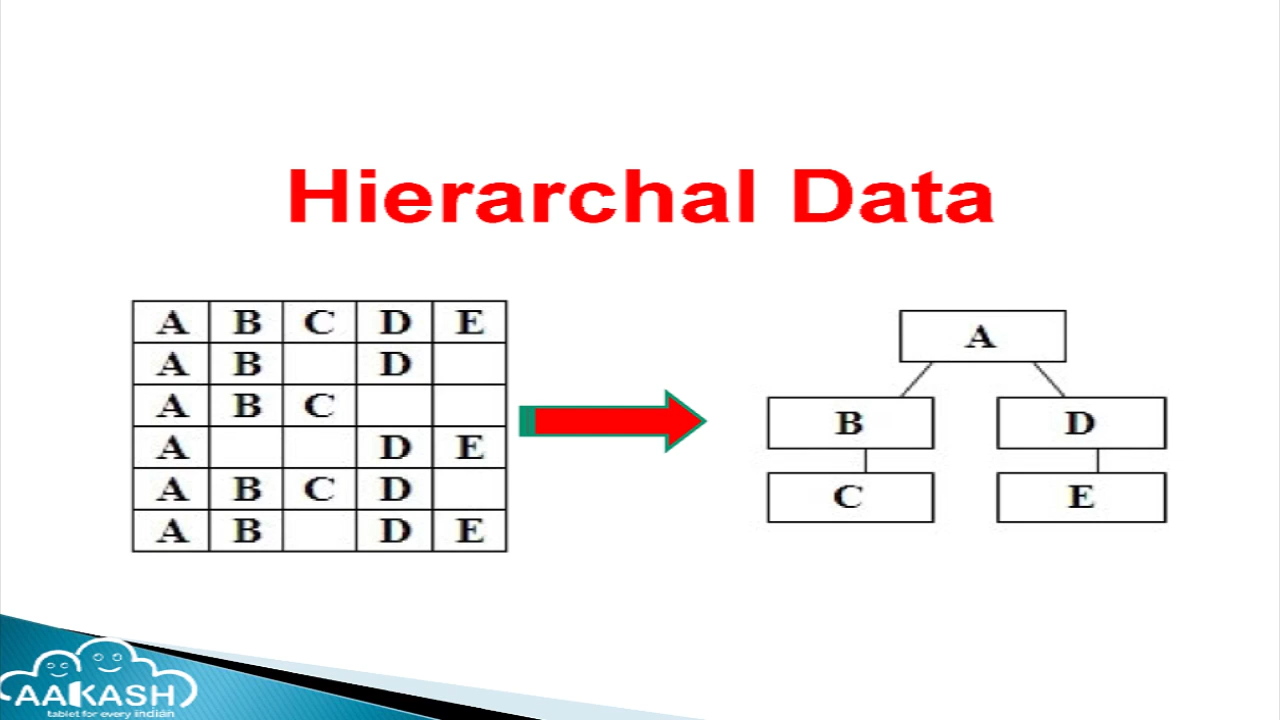 Hierarchal Data
A B C D E
A B D
A B C
A D E
A B C D
A B D E
A
B D
C E
AAKASH
tablet for every indian